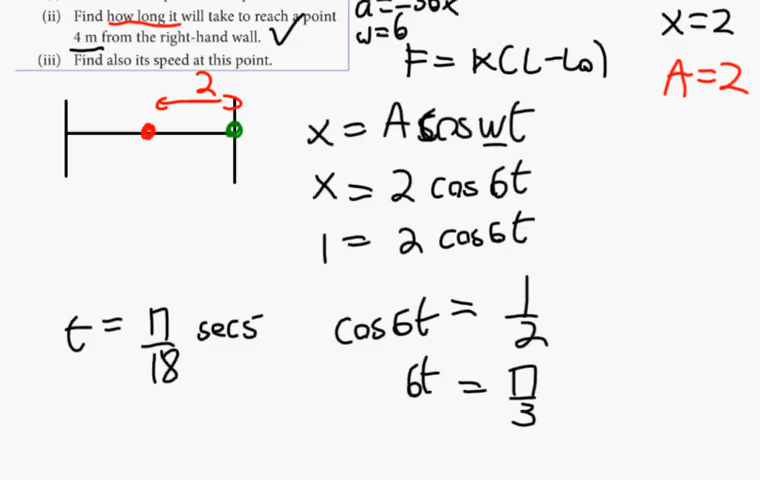 (ii) Find how long it will take to reach a point
4 m from the right-hand wall.
(iii) Find also its speed at this point.
a=-36x
ω=6
F = K(L-L₀)
x=2
A=2
2
x = A cos ωt
x = 2 cos 6t
1 = 2 cos 6t
cos 6t = 1/2
6t = π/3
t = π/18 secs